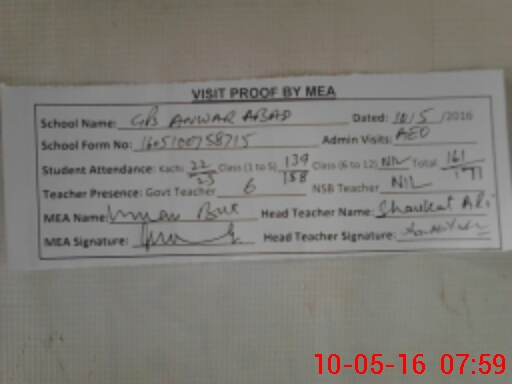 VISIT PROOF BY MEA
School Name: GPS ANWAR ABAD Dated: 10/5/2016
School Form No: 1605100758715 Admin Visits: AEO
Student Attendance: Kachi 22/23 Class (1 to 5) 139/158 Class (6 to 12) NIL Total 161/
Teacher Presence: Govt Teacher 6 NSB Teacher NIL
MEA Name: Bux Head Teacher Name: Shaukat Ali
MEA Signature: Head Teacher Signature:
10-05-16 07:59